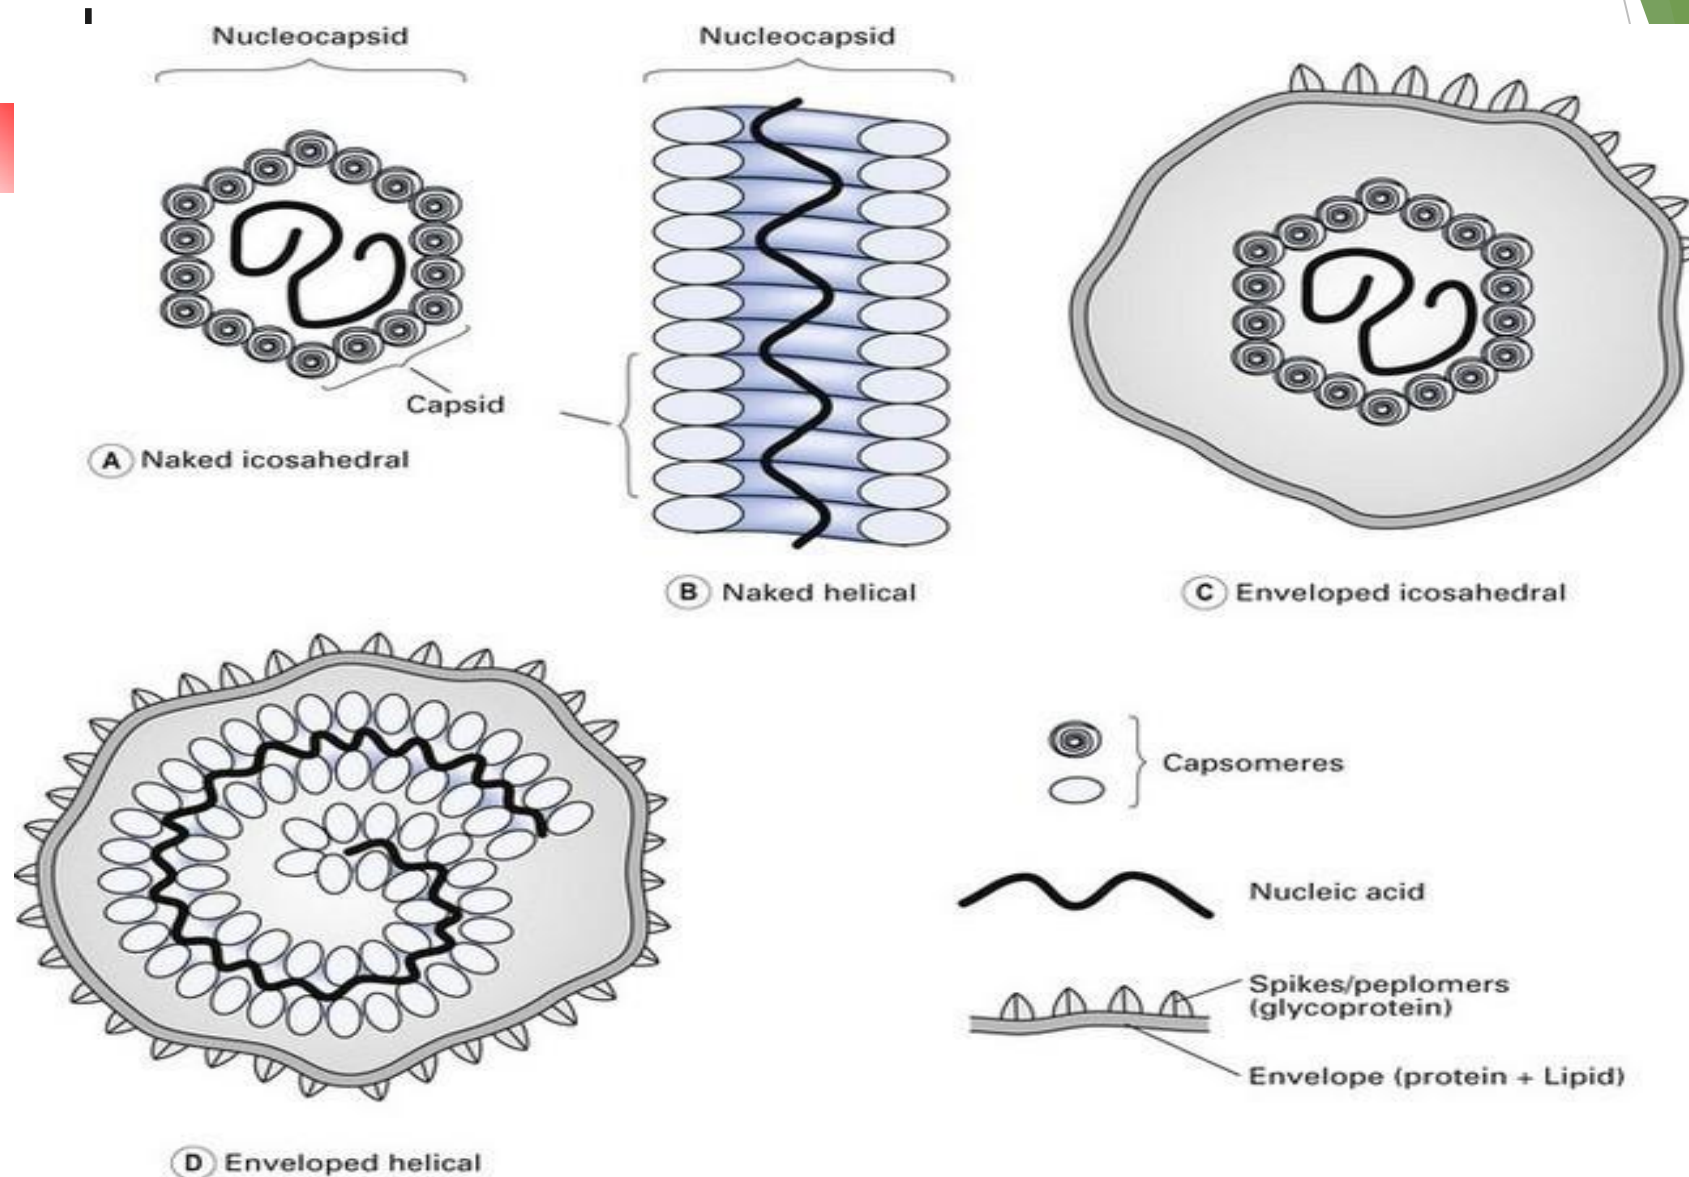 Nucleocapsid
Nucleocapsid
Capsid
A Naked icosahedral
B Naked helical
C Enveloped icosahedral
Capsomeres
Nucleic acid
Spikes/peplomers
(glycoprotein)
Envelope (protein + Lipid)
D Enveloped helical